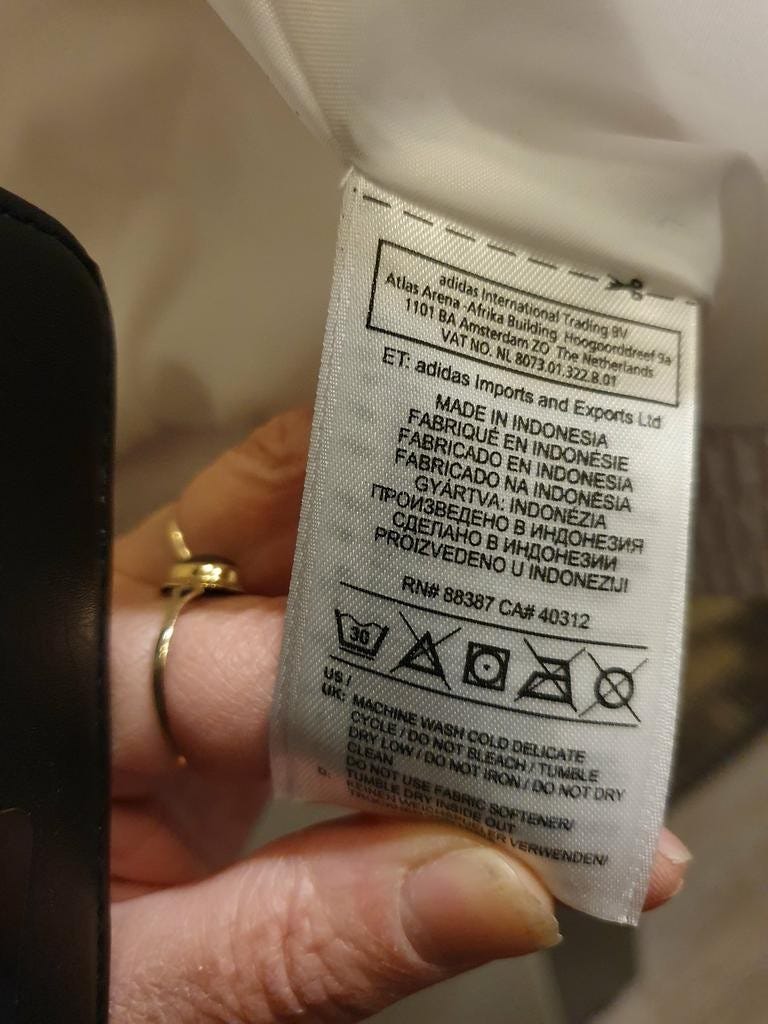 adidas International Trading BV
Atlas Arena -Afrika Building, Hoogoorddreef 9a
1101 BA Amsterdam ZO The Netherlands
VAT NO. NL 8073.01.322.B.01
ET: adidas Imports and Exports Ltd
MADE IN INDONESIA
FABRIQUÉ EN INDONÉSIE
FABRICADO EN INDONESIA
FABRICADO NA INDONÉSIA
GYÁRTVA: INDONÉZIA
ПРОИЗВЕДЕНО В ИНДОНЕЗИЯ
СДЕЛАНО В ИНДОНЕЗИИ
PROIZVEDENO U INDONEZIJI
RN# 88387 CA# 40312
30
US /
UK: MACHINE WASH COLD DELICATE
CYCLE / DO NOT BLEACH / TUMBLE
DRY LOW / DO NOT IRON / DO NOT DRY
CLEAN
DO NOT USE FABRIC SOFTENER/
TUMBLE DRY INSIDE OUT
D: KEINEN WEICHSPÜLER VERWENDEN/